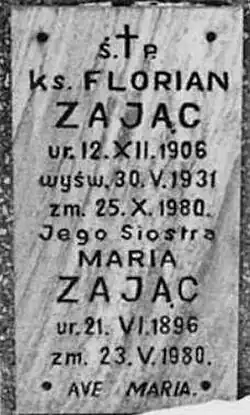 Ś. † P.
ks. FLORIAN
ZAJĄC
ur. 12.XII.1906
wyśw. 30.V.1931
zm. 25.X.1980.
Jego Siostra
MARIA
ZAJĄC
ur. 21. VI.1896
zm. 23.V.1980.
• AVE MARIA. •